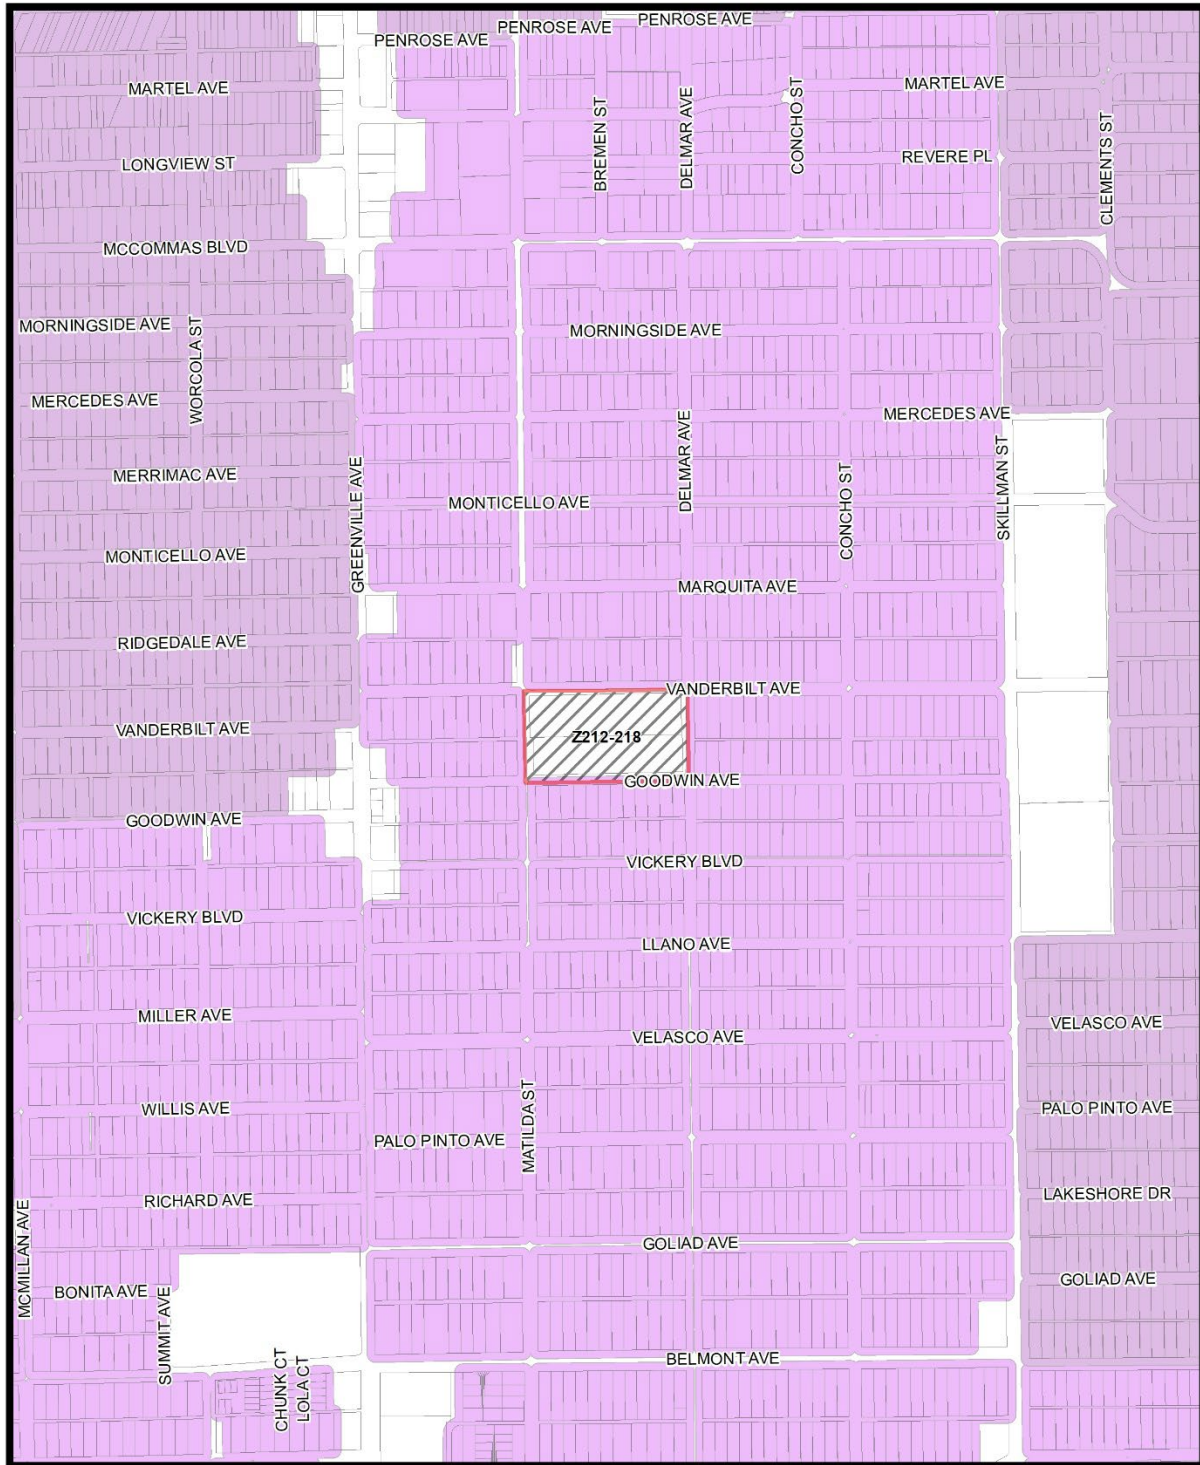 PENROSE AVE
PENROSE AVE
PENROSE AVE
MARTEL AVE
MARTEL AVE
BREMEN ST
DELMAR AVE
CONCHO ST
LONGVIEW ST
REVERE PL
CLEMENTS ST
MCCOMMAS BLVD
MORNINGSIDE AVE
MORNINGSIDE AVE
WORCOLA ST
MERCEDES AVE
MERCEDES AVE
DELMAR AVE
MERRIMAC AVE
GREENVILLE AVE
MONTICELLO AVE
CONCHO ST
SKILLMAN ST
MONTICELLO AVE
MARQUITA AVE
RIDGEDALE AVE
VANDERBILT AVE
VANDERBILT AVE
Z212-218
GOODWIN AVE
GOODWIN AVE
VICKERY BLVD
VICKERY BLVD
LLANO AVE
MILLER AVE
VELASCO AVE
VELASCO AVE
WILLIS AVE
MATILDA ST
PALO PINTO AVE
PALO PINTO AVE
RICHARD AVE
LAKESHORE DR
MCMILLAN AVE
GOLIAD AVE
GOLIAD AVE
BONITA AVE
SUMMIT AVE
BELMONT AVE
CHUNK CT
LOLA CT